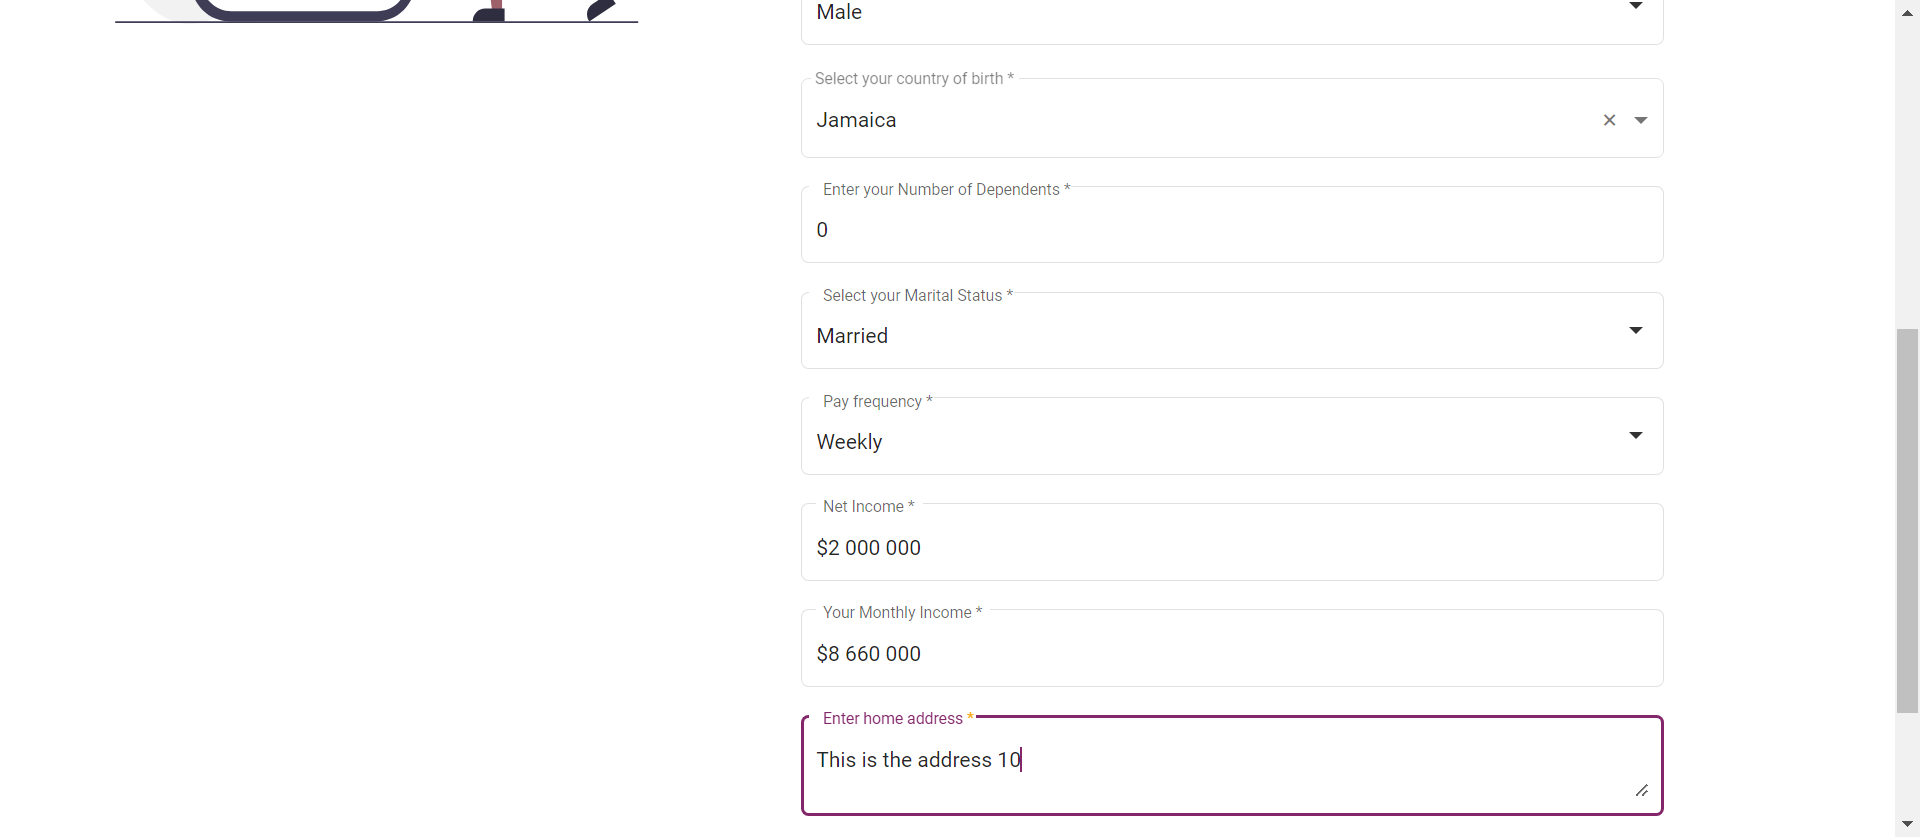 Male
Select your country of birth *
Jamaica
Enter your Number of Dependents *
0
Select your Marital Status *
Married
Pay frequency *
Weekly
Net Income *
$2 000 000
Your Monthly Income *
$8 660 000
Enter home address *
This is the address 10